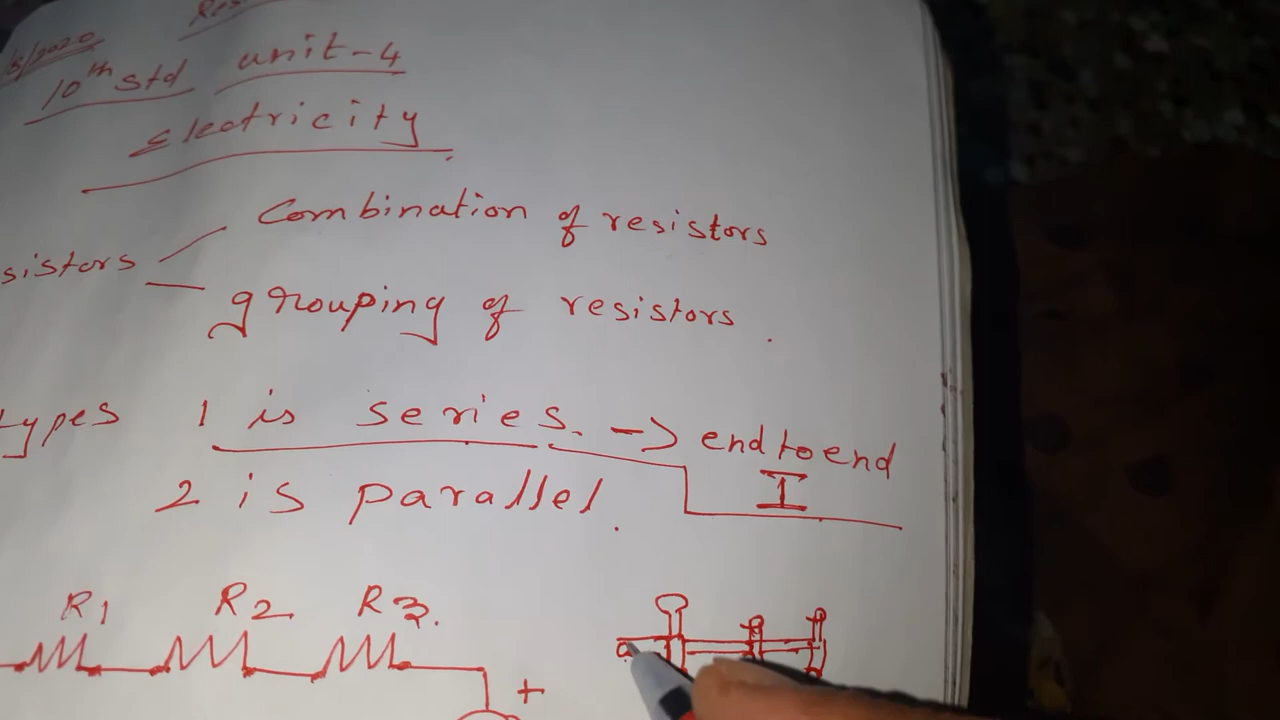 10th std unit-4
Electricity
Combination of resistors
grouping of resistors.
types 1 is series. -> end to end
I
2 is parallel.
R1 R2 R3.
+